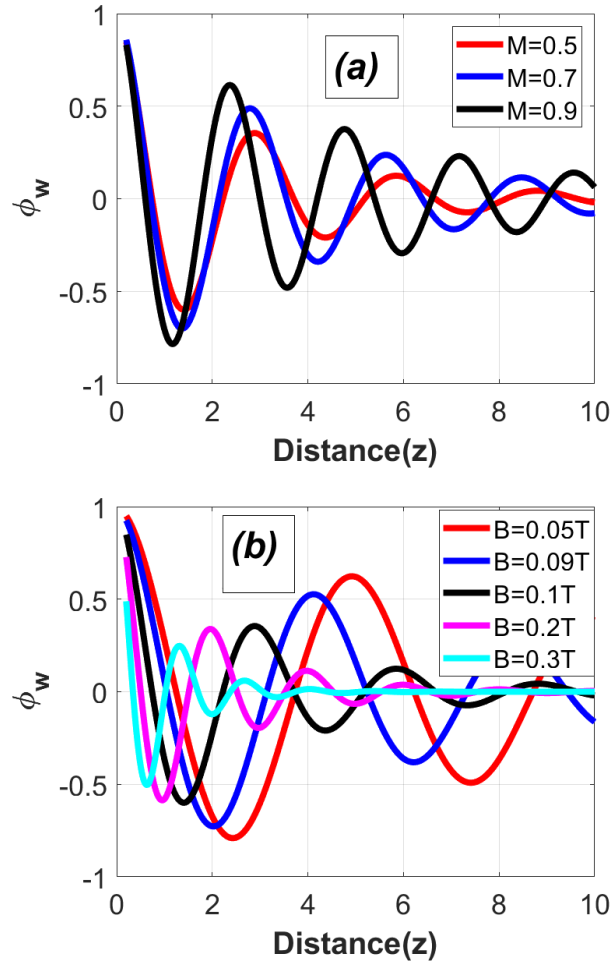 1
0.5
0
-0.5
-1
ϕw
(a)
M=0.5
M=0.7
M=0.9
0 2 4 6 8 10
Distance(z)
1
0.5
0
-0.5
-1
ϕw
(b)
B=0.05T
B=0.09T
B=0.1T
B=0.2T
B=0.3T
0 2 4 6 8 10
Distance(z)